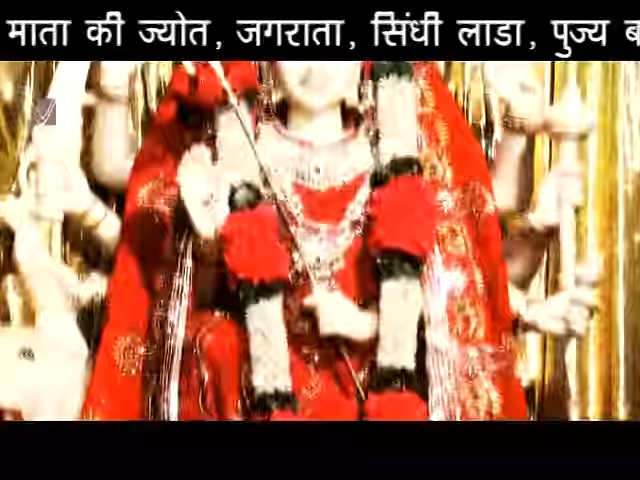 माता की ज्योत, जगराता, सिंधी लाडा, पुज्य